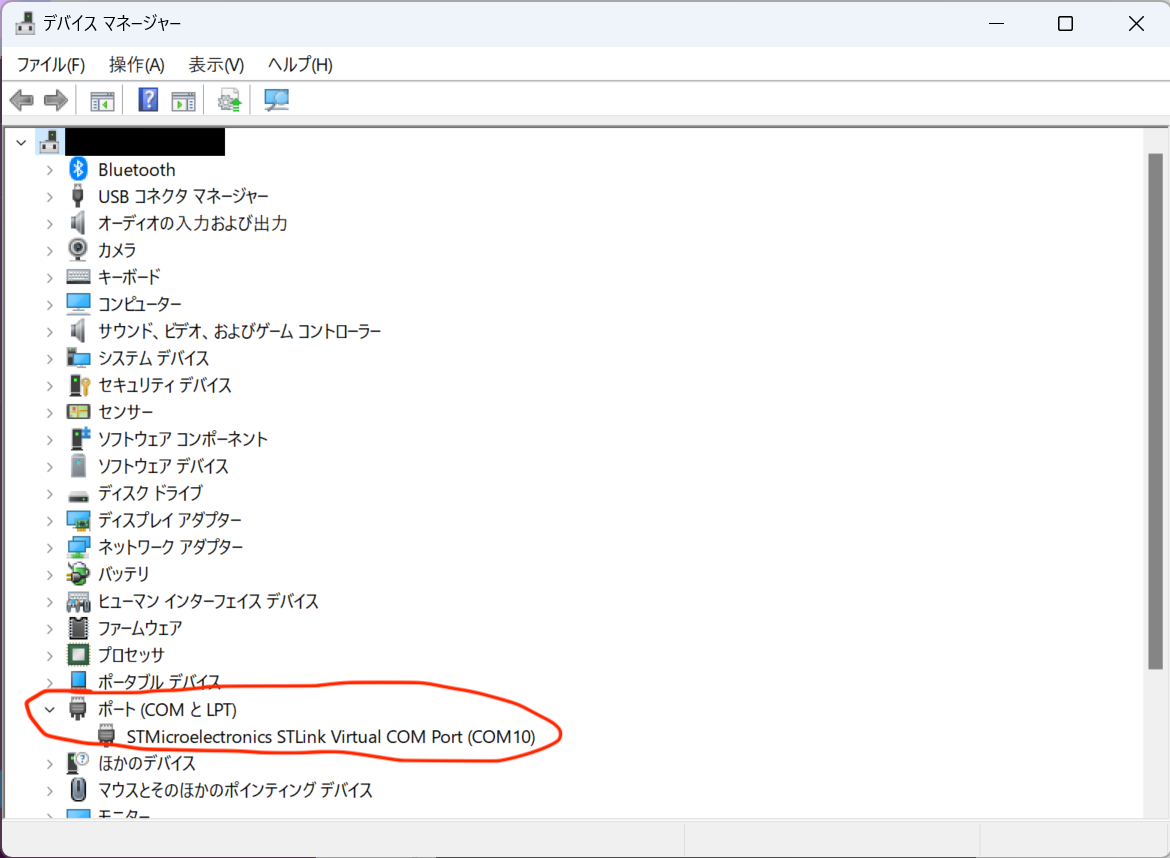 デバイス マネージャー
ファイル(F) 操作(A) 表示(V) ヘルプ(H)
Bluetooth
USB コネクタ マネージャー
オーディオの入力および出力
カメラ
キーボード
コンピューター
サウンド、ビデオ、およびゲーム コントローラー
システム デバイス
セキュリティ デバイス
センサー
ソフトウェア コンポーネント
ソフトウェア デバイス
ディスク ドライブ
ディスプレイ アダプター
ネットワーク アダプター
バッテリ
ヒューマン インターフェイス デバイス
ファームウェア
プロセッサ
ポータブル デバイス
ポート (COM と LPT)
STMicroelectronics STLink Virtual COM Port (COM10)
ほかのデバイス
マウスとそのほかのポインティング デバイス
モニター